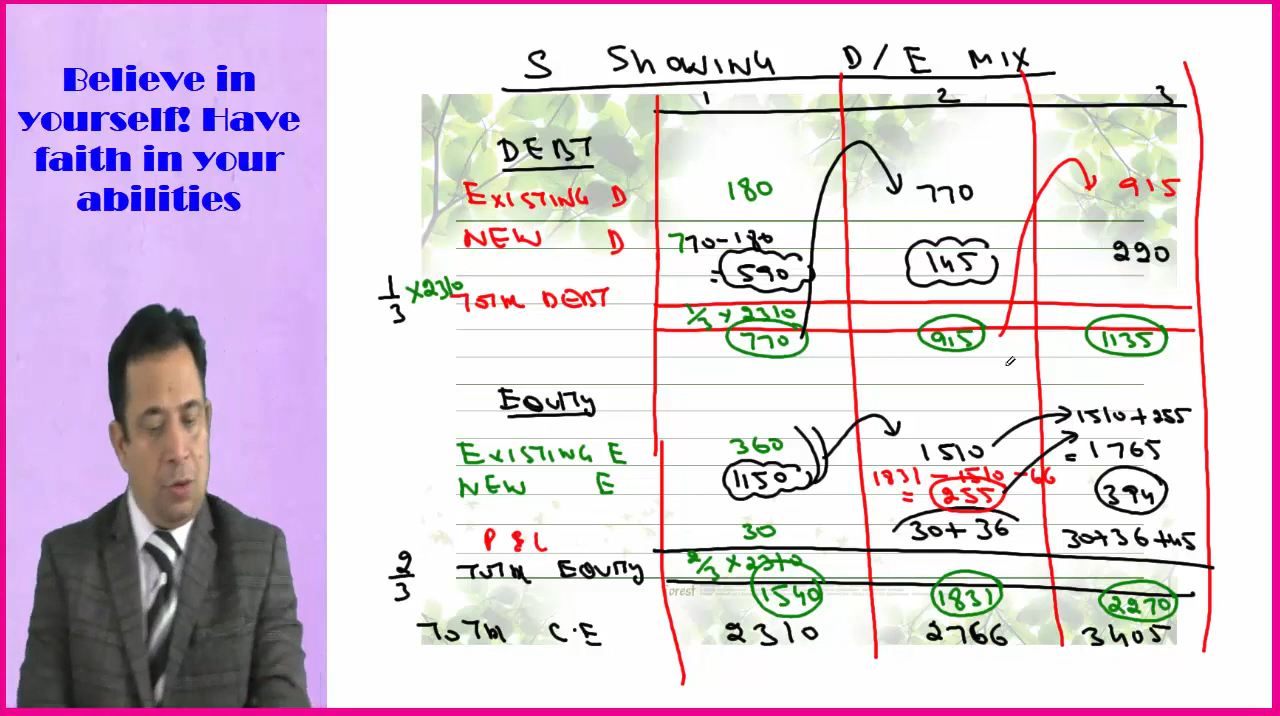 Believe in
yourself! Have
faith in your
abilities
S SHOWING D/E MIX
1 2 3
DEBT
EXISTING D 180 770 915
NEW D 770-180 145 220
= 590
1/3 × 2310 TOTAL DEBT 1/3 × 2310
770 915 1135
EQUITY
1510+255
EXISTING E 360 1510 = 1765
NEW E 1150 1831 - 1510 - 66 394
= 255
P & L 30 30+36 30+36+45
2/3 TOTAL EQUITY 2/3 × 2310
orest 1540 1831 2270
TOTAL C.E 2310 2766 3405